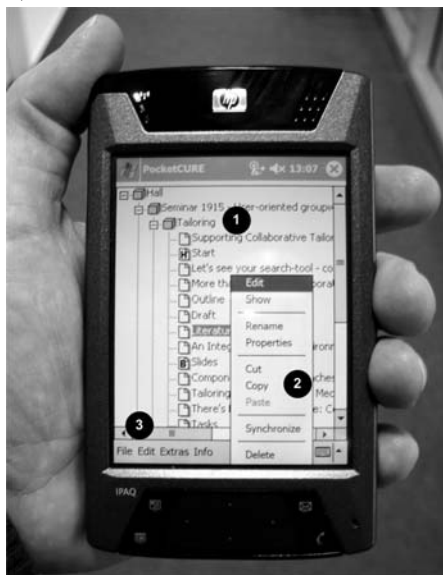 hp
PocketCURE 13:07
Hall
Seminar 1915 - User-oriented
Tailoring 1
Supporting Collaborative Tailor
Start
Let's see your search-tool - co
More
Edit
Outline
Show
Draft
Literatur
Rename
An Integ
Properties
Slides
Compon
Cut
Tailoring
Copy 2
There's
Paste
Tasks
Synchronize
3
File Edit Extras Info
Delete
iPAQ